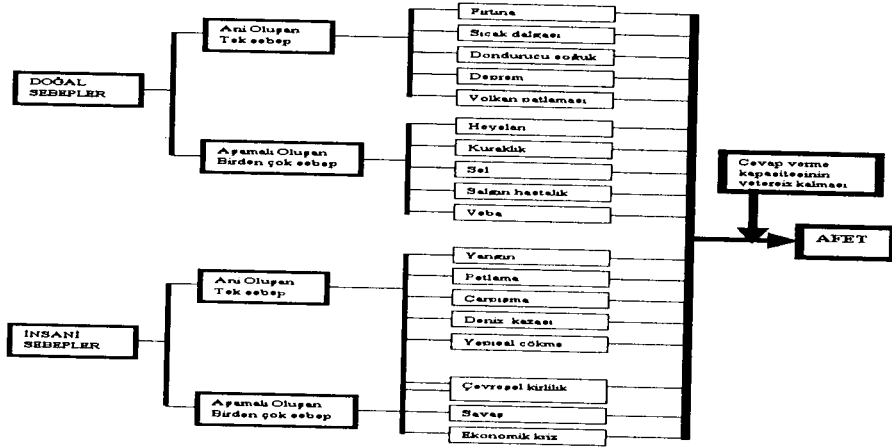 DOĞAL
SEBEPLER
Ani Oluşan
Tek sebep
Fırtına
Sıcak dalgası
Dondurucu soğuk
Deprem
Volkan patlaması
Aşamalı Oluşan
Birden çok sebep
Heyelan
Kuraklık
Sel
Salgın hastalık
Veba
İNSANİ
SEBEPLER
Ani Oluşan
Tek sebep
Yangın
Patlama
Çarpışma
Deniz kazası
Yapısal çökme
Aşamalı Oluşan
Birden çok sebep
Çevresel kirlilik
Savaş
Ekonomik kriz
Cevap verme
kapasitesinin
yetersiz kalması
AFET